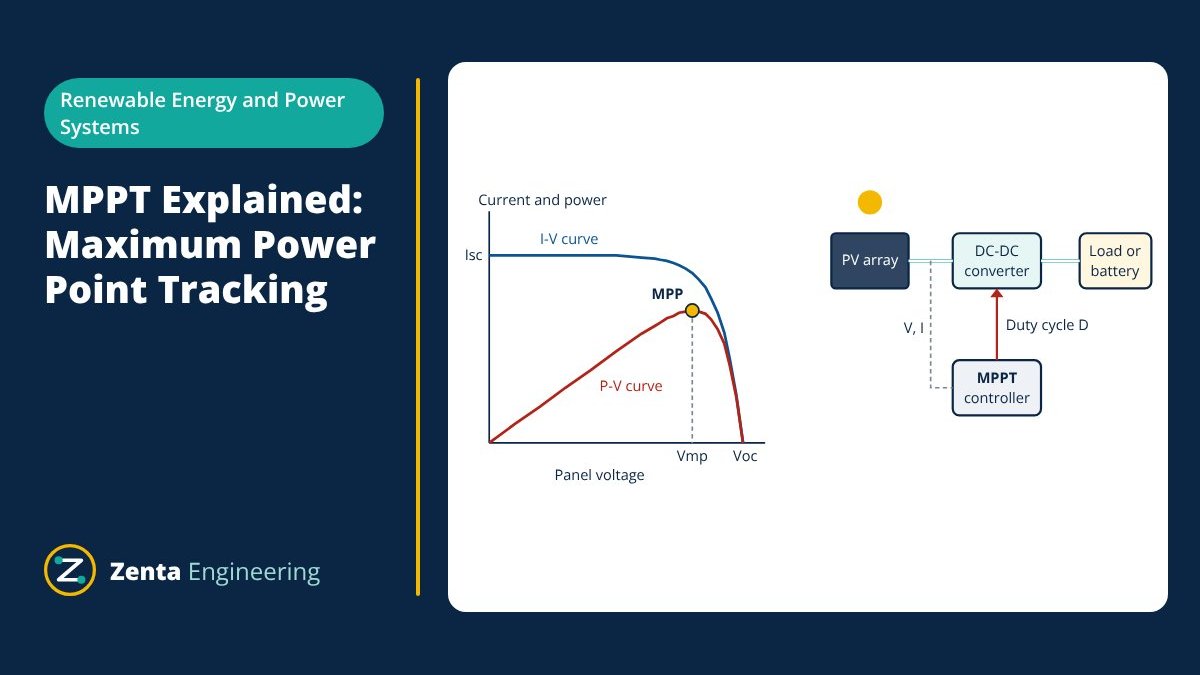 Renewable Energy and Power
Systems
MPPT Explained:
Maximum Power
Point Tracking
Zenta Engineering
Current and power
Isc
I-V curve
MPP
P-V curve
Vmp
Voc
Panel voltage
PV array
DC-DC
converter
Load or
battery
V, I
Duty cycle D
MPPT
controller